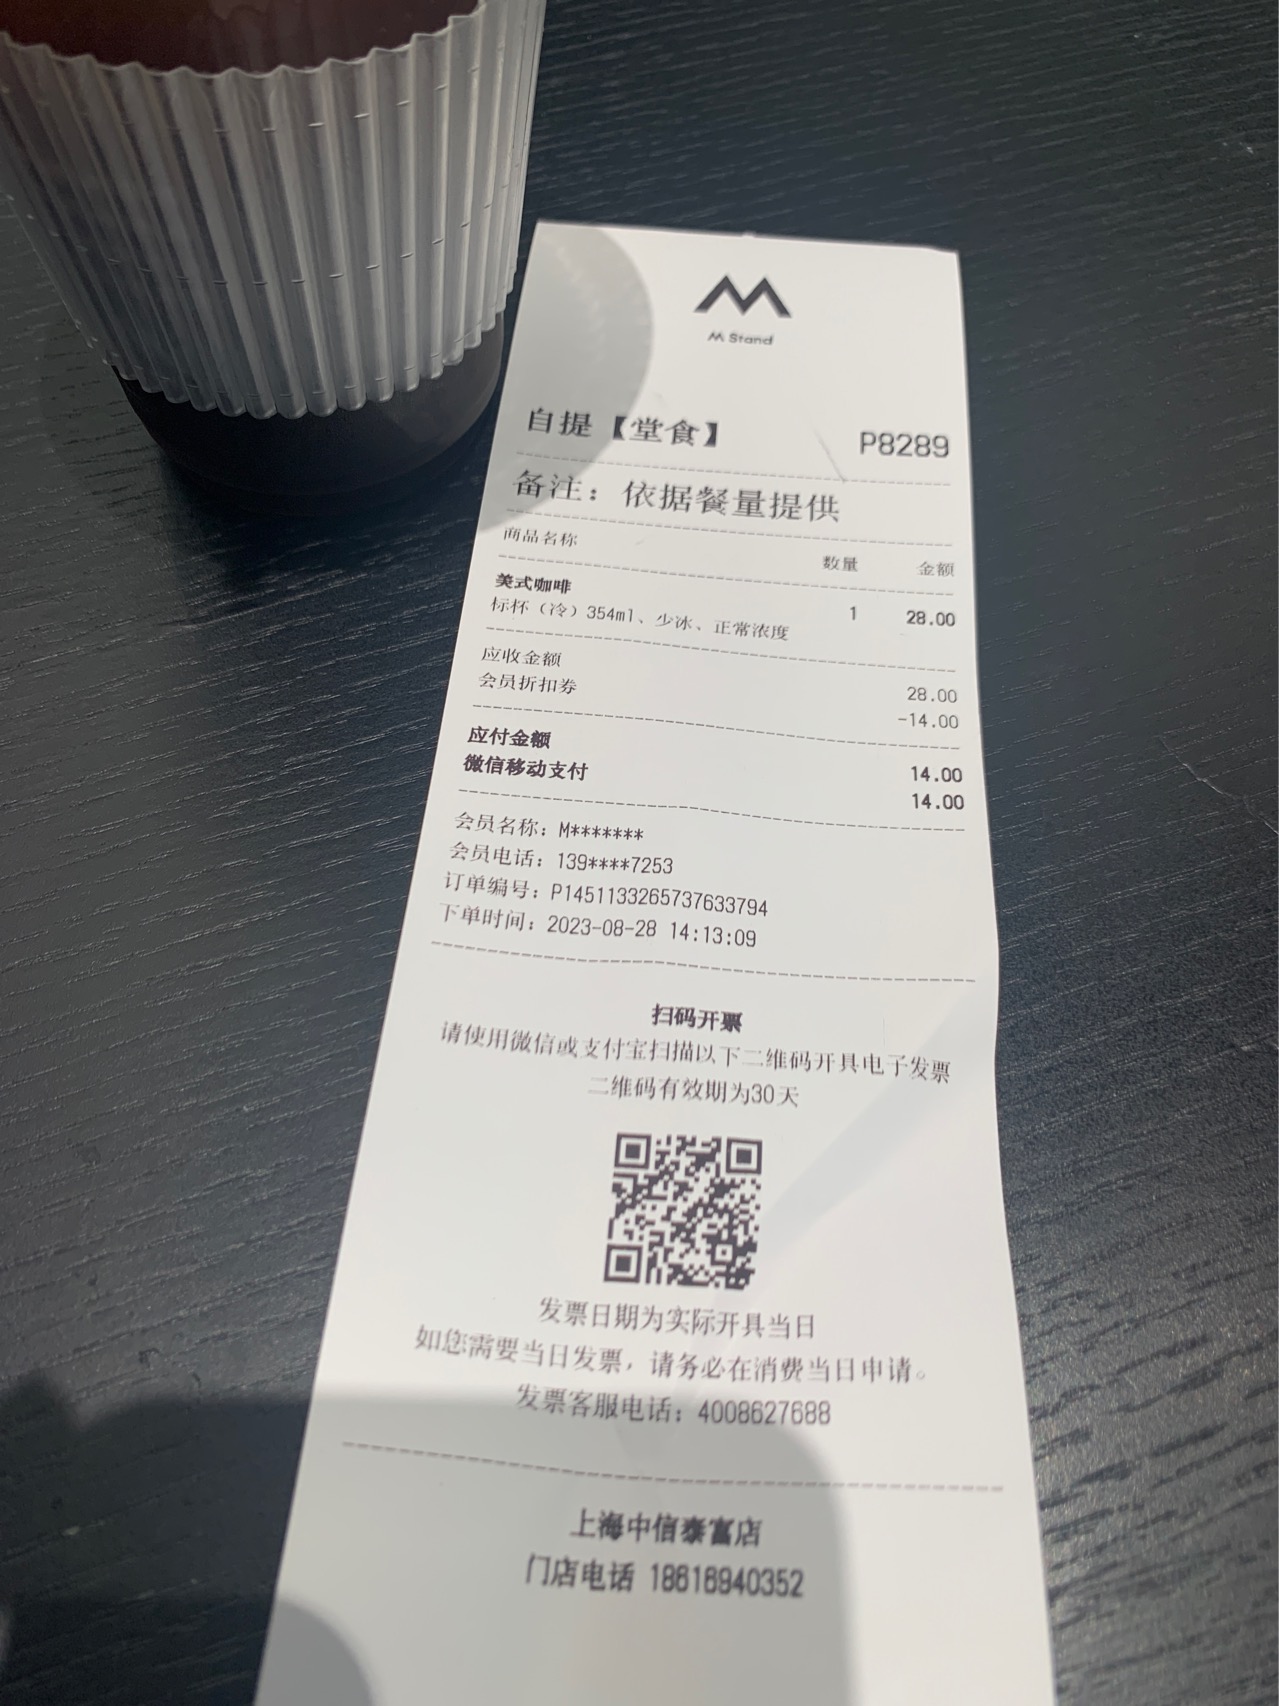 M Stand
自提【堂食】 P8289
备注：依据餐量提供
商品名称 数量 金额
美式咖啡 1 28.00
标杯（冷）354ml、少冰、正常浓度
应收金额 28.00
会员折扣券 -14.00
应付金额 14.00
微信移动支付 14.00
会员名称：M*******
会员电话：139****7253
订单编号：P1451133265737633794
下单时间：2023-08-28 14:13:09
扫码开票
请使用微信或支付宝扫描以下二维码开具电子发票
二维码有效期为30天
发票日期为实际开具当日
如您需要当日发票，请务必在消费当日申请。
发票客服电话：4008627688
上海中信泰富店
门店电话 18616940352